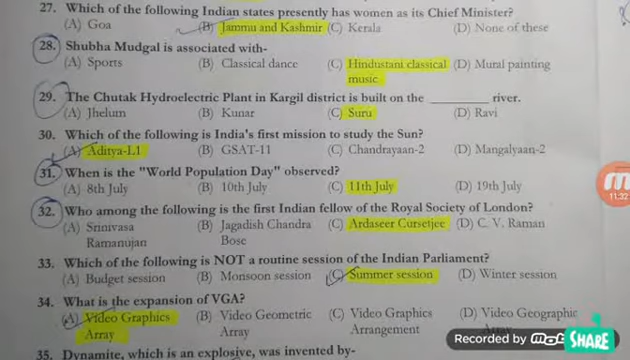 27. Which of the following Indian states presently has women as its Chief Minister?
(A) Goa (B) Jammu and Kashmir (C) Kerala (D) None of these
28. Shubha Mudgal is associated with-
(A) Sports (B) Classical dance (C) Hindustani classical (D) Mural painting
music
29. The Chutak Hydroelectric Plant in Kargil district is built on the ________ river.
(A) Jhelum (B) Kunar (C) Suru (D) Ravi
30. Which of the following is India's first mission to study the Sun?
(A) Aditya-L1 (B) GSAT-11 (C) Chandrayaan-2 (D) Mangalyaan-2
31. When is the "World Population Day" observed?
(A) 8th July (B) 10th July (C) 11th July (D) 19th July
32. Who among the following is the first Indian fellow of the Royal Society of London?
(A) Srinivasa (B) Jagadish Chandra (C) Ardaseer Cursetjee (D) C. V. Raman
Ramanujan Bose
33. Which of the following is NOT a routine session of the Indian Parliament?
(A) Budget session (B) Monsoon session (C) Summer session (D) Winter session
34. What is the expansion of VGA?
(A) Video Graphics (B) Video Geometric (C) Video Graphics (D) Video Geographic
Array Array Arrangement
35. Dynamite, which is an explosive, was invented by-
11:32
Recorded by
SHARE